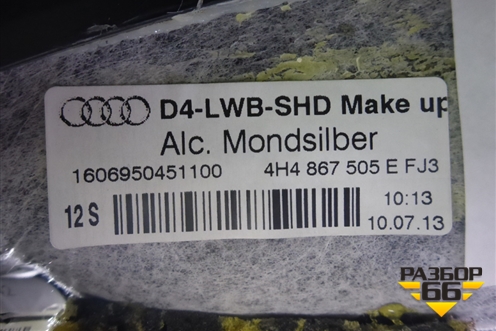 D4-LWB-SHD Make up
Alc. Mondsilber
1606950451100 4H4 867 505 E FJ3
12 S
10:13
10.07.13
РАЗБОР
66